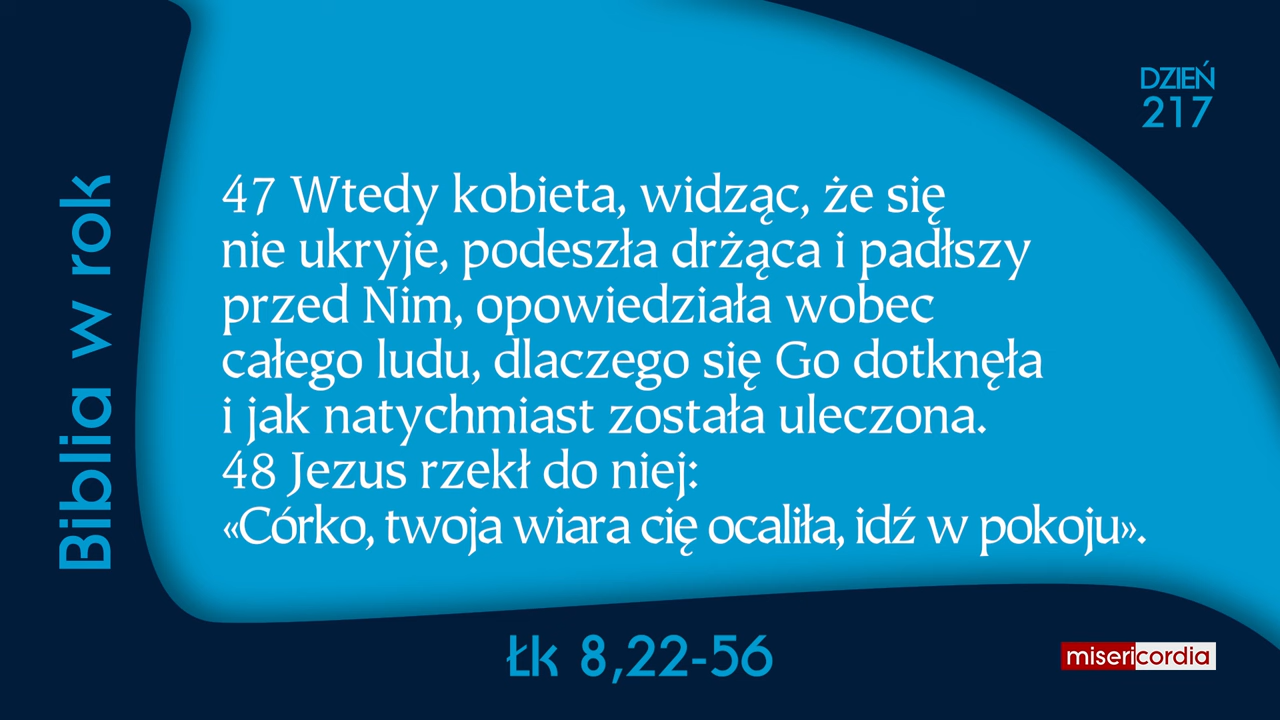 DZIEŃ
217
Biblia w rok
47 Wtedy kobieta, widząc, że się
nie ukryje, podeszła drżąca i padłszy
przed Nim, opowiedziała wobec
całego ludu, dlaczego się Go dotknęła
i jak natychmiast została uleczona.
48 Jezus rzekł do niej:
«Córko, twoja wiara cię ocaliła, idź w pokoju».
Łk 8,22-56
misericordia